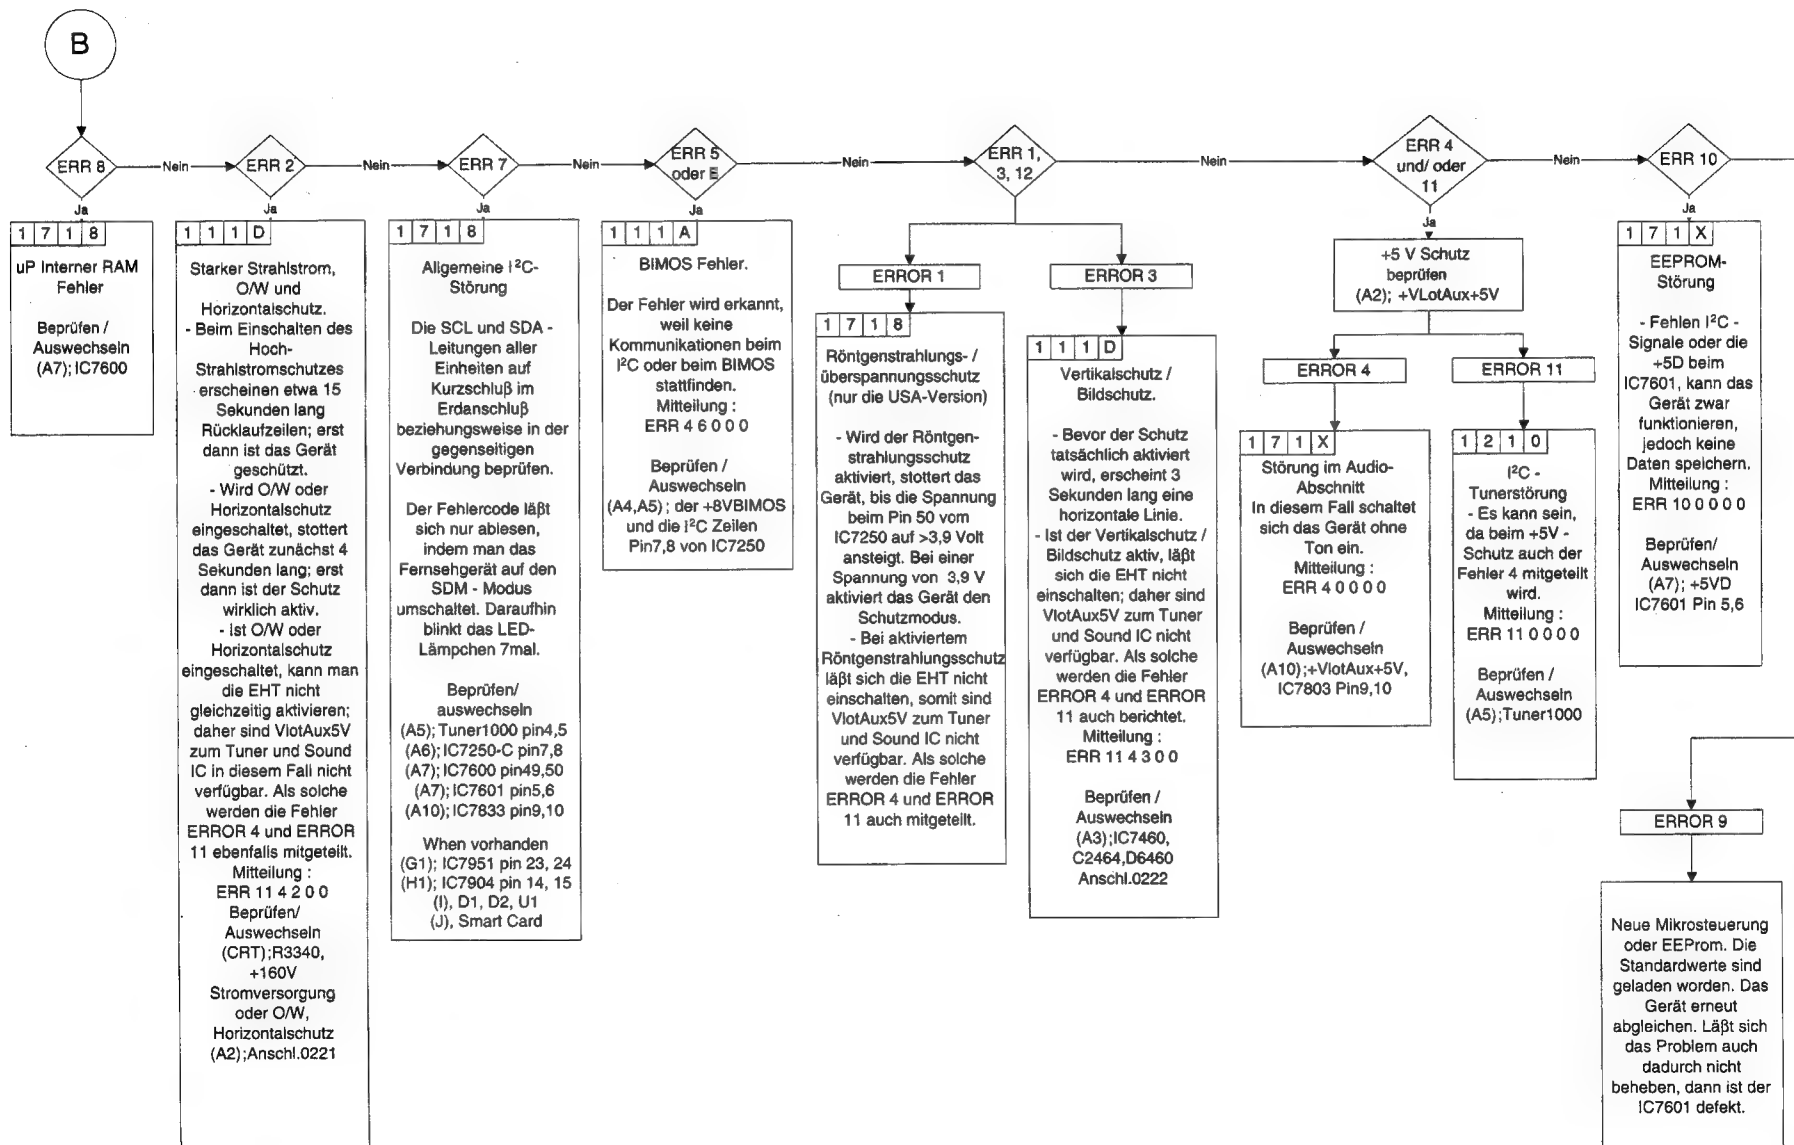 B
ERR 8
Nein
ERR 2
Nein
ERR 7
Nein
ERR 5
oder E
Nein
ERR 1,
3, 12
Nein
ERR 4
und/ oder
11
Nein
ERR 10
Ja
1 7 1 8
uP Interner RAM
Fehler
Beprüfen /
Auswechseln
(A7); IC7600
Ja
1 1 1 D
Starker Strahlstrom,
O/W und
Horizontalschutz.
- Beim Einschalten des
Hoch-
Strahlstromschutzes
erscheinen etwa 15
Sekunden lang
Rücklaufzeilen; erst
dann ist das Gerät
geschützt.
- Wird O/W oder
Horizontalschutz
eingeschaltet, stottert
das Gerät zunächst 4
Sekunden lang; erst
dann ist der Schutz
wirklich aktiv.
- Ist O/W oder
Horizontalschutz
eingeschaltet, kann man
die EHT nicht
gleichzeitig aktivieren;
daher sind VlotAux5V
zum Tuner und Sound
IC in diesem Fall nicht
verfügbar. Als solche
werden die Fehler
ERROR 4 und ERROR
11 ebenfalls mitgeteilt.
Mitteilung :
ERR 11 4 2 0 0
Beprüfen/
Auswechseln
(CRT);R3340,
+160V
Stromversorgung
oder O/W,
Horizontalschutz
(A2);Anschl.0221
Ja
1 7 1 8
Allgemeine I²C-
Störung
Die SCL und SDA -
Leitungen aller
Einheiten auf
Kurzschluß im
Erdanschluß
beziehungsweise in der
gegenseitigen
Verbindung beprüfen.
Der Fehlercode läßt
sich nur ablesen,
indem man das
Fernsehgerät auf den
SDM - Modus
umschaltet. Daraufhin
blinkt das LED-
Lämpchen 7mal.
Beprüfen/
auswechseln
(A5); Tuner1000 pin4,5
(A6); IC7250-C pin7,8
(A7); IC7600 pin49,50
(A7); IC7601 pin5,6
(A10); IC7833 pin9,10
When vorhanden
(G1); IC7951 pin 23, 24
(H1); IC7904 pin 14, 15
(I), D1, D2, U1
(J), Smart Card
Ja
1 1 1 A
BIMOS Fehler.
Der Fehler wird erkannt,
weil keine
Kommunikationen beim
I²C oder beim BIMOS
stattfinden.
Mitteilung :
ERR 4 6 0 0 0
Beprüfen /
Auswechseln
(A4,A5) ; der +8VBIMOS
und die I²C Zeilen
Pin7,8 von IC7250
ERROR 1
1 7 1 8
Röntgenstrahlungs- /
überspannungsschutz
(nur die USA-Version)
- Wird der Röntgen-
strahlungsschutz
aktiviert, stottert das
Gerät, bis die Spannung
beim Pin 50 vom
IC7250 auf >3,9 Volt
ansteigt. Bei einer
Spannung von 3,9 V
aktiviert das Gerät den
Schutzmodus.
- Bei aktiviertem
Röntgenstrahlungsschutz
läßt sich die EHT nicht
einschalten, somit sind
VlotAux5V zum Tuner
und Sound IC nicht
verfügbar. Als solche
werden die Fehler
ERROR 4 und ERROR
11 auch mitgeteilt.
ERROR 3
1 1 1 D
Vertikalschutz /
Bildschutz.
- Bevor der Schutz
tatsächlich aktiviert
wird, erscheint 3
Sekunden lang eine
horizontale Linie.
- Ist der Vertikalschutz /
Bildschutz aktiv, läßt
sich die EHT nicht
einschalten; daher sind
VlotAux5V zum Tuner
und Sound IC nicht
verfügbar. Als solche
werden die Fehler
ERROR 4 und ERROR
11 auch berichtet.
Mitteilung :
ERR 11 4 3 0 0
Beprüfen /
Auswechseln
(A3);IC7460,
C2464,D6460
Anschl.0222
Ja
+5 V Schutz
beprüfen
(A2); +VLotAux+5V
ERROR 4
1 7 1 X
Störung im Audio-
Abschnitt
In diesem Fall schaltet
sich das Gerät ohne
Ton ein.
Mitteilung :
ERR 4 0 0 0 0
Beprüfen /
Auswechseln
(A10);+VlotAux+5V,
IC7803 Pin9,10
ERROR 11
1 2 1 0
I²C -
Tunerstörung
- Es kann sein,
da beim +5V -
Schutz auch der
Fehler 4 mitgeteilt
wird.
Mitteilung :
ERR 11 0 0 0 0
Beprüfen /
Auswechseln
(A5);Tuner1000
Ja
1 7 1 X
EEPROM-
Störung
- Fehlen I²C -
Signale oder die
+5D beim
IC7601, kann das
Gerät zwar
funktionieren,
jedoch keine
Daten speichern.
Mitteilung :
ERR 10 0 0 0 0
Beprüfen/
Auswechseln
(A7); +5VD
IC7601 Pin 5,6
ERROR 9
Neue Mikrosteuerung
oder EEProm. Die
Standardwerte sind
geladen worden. Das
Gerät erneut
abgleichen. Läßt sich
das Problem auch
dadurch nicht
beheben, dann ist der
IC7601 defekt.